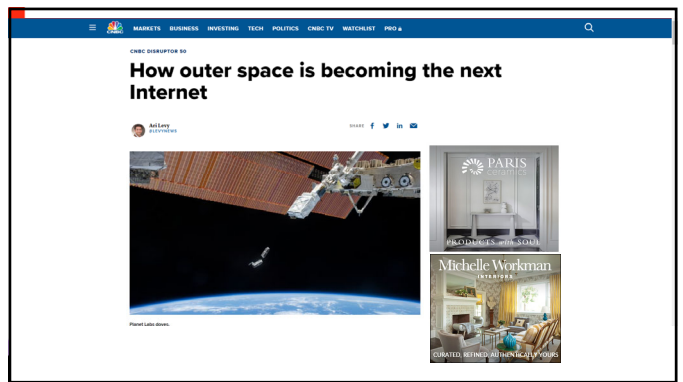 CNBC
MARKETS BUSINESS INVESTING TECH POLITICS CNBC TV WATCHLIST PRO
CNBC DISRUPTOR 50
How outer space is becoming the next
Internet
Ari Levy
@LEVYNEWS
SHARE
PARIS
ceramics
PRODUCTS with SOUL
Michelle Workman
INTERIORS
CURATED, REFINED, AUTHENTICALLY YOURS
Planet Labs doves.